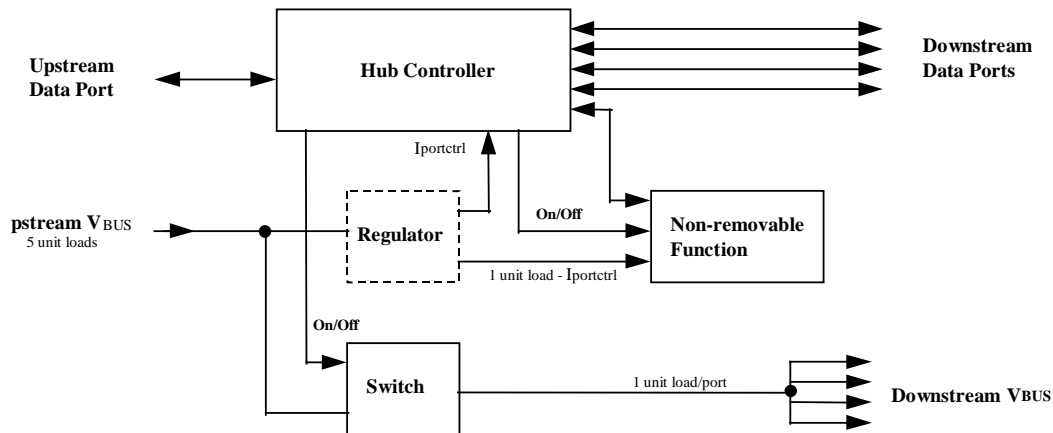 Upstream
Data Port
Hub Controller
Downstream
Data Ports
Iportctrl
pstream VBUS
5 unit loads
Regulator
On/Off
Non-removable
Function
1 unit load - Iportctrl
On/Off
Switch
1 unit load/port
Downstream VBUS